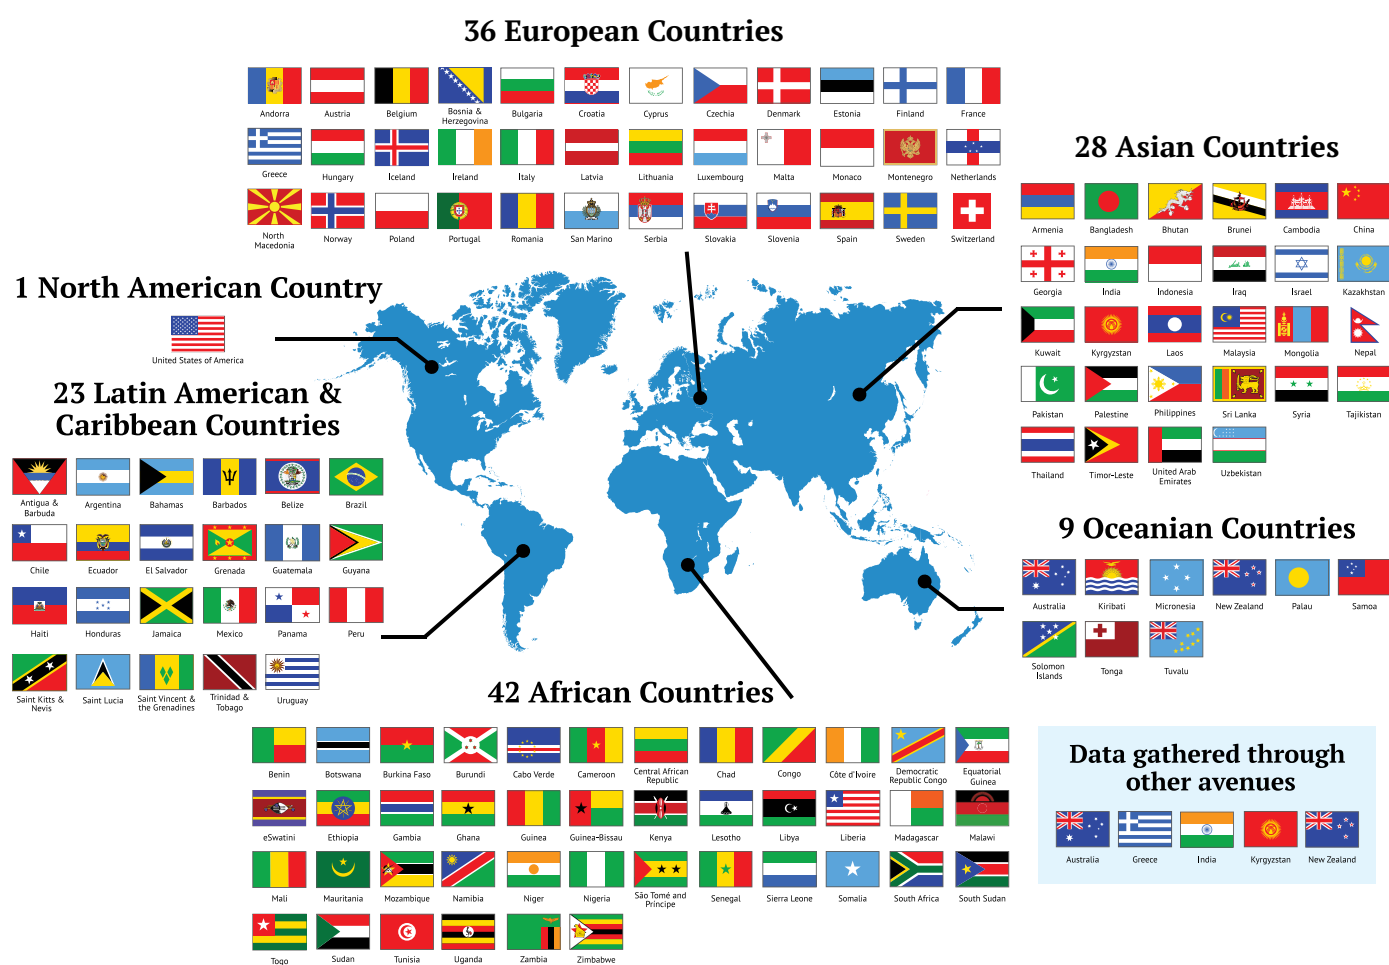 36 European Countries
Andorra
Austria
Belgium
Bosnia &
Herzegovina
Bulgaria
Croatia
Cyprus
Czechia
Denmark
Estonia
Finland
France
Greece
Hungary
Iceland
Ireland
Italy
Latvia
Lithuania
Luxembourg
Malta
Monaco
Montenegro
Netherlands
North
Macedonia
Norway
Poland
Portugal
Romania
San Marino
Serbia
Slovakia
Slovenia
Spain
Sweden
Switzerland
28 Asian Countries
Armenia
Bangladesh
Bhutan
Brunei
Cambodia
China
Georgia
India
Indonesia
Iraq
Israel
Kazakhstan
Kuwait
Kyrgyzstan
Laos
Malaysia
Mongolia
Nepal
Pakistan
Palestine
Philippines
Sri Lanka
Syria
Tajikistan
Thailand
Timor-Leste
United Arab
Emirates
Uzbekistan
1 North American Country
United States of America
23 Latin American &
Caribbean Countries
Antigua &
Barbuda
Argentina
Bahamas
Barbados
Belize
Brazil
Chile
Ecuador
El Salvador
Grenada
Guatemala
Guyana
Haiti
Honduras
Jamaica
Mexico
Panama
Peru
Saint Kitts &
Nevis
Saint Lucia
Saint Vincent &
the Grenadines
Trinidad &
Tobago
Uruguay
9 Oceanian Countries
Australia
Kiribati
Micronesia
New Zealand
Palau
Samoa
Solomon
Islands
Tonga
Tuvalu
42 African Countries
Benin
Botswana
Burkina Faso
Burundi
Cabo Verde
Cameroon
Central African
Republic
Chad
Congo
Côte d'Ivoire
Democratic
Republic Congo
Equatorial
Guinea
eSwatini
Ethiopia
Gambia
Ghana
Guinea
Guinea-Bissau
Kenya
Lesotho
Libya
Liberia
Madagascar
Malawi
Mali
Mauritania
Mozambique
Namibia
Niger
Nigeria
São Tomé and
Príncipe
Senegal
Sierra Leone
Somalia
South Africa
South Sudan
Togo
Sudan
Tunisia
Uganda
Zambia
Zimbabwe
Data gathered through
other avenues
Australia
Greece
India
Kyrgyzstan
New Zealand